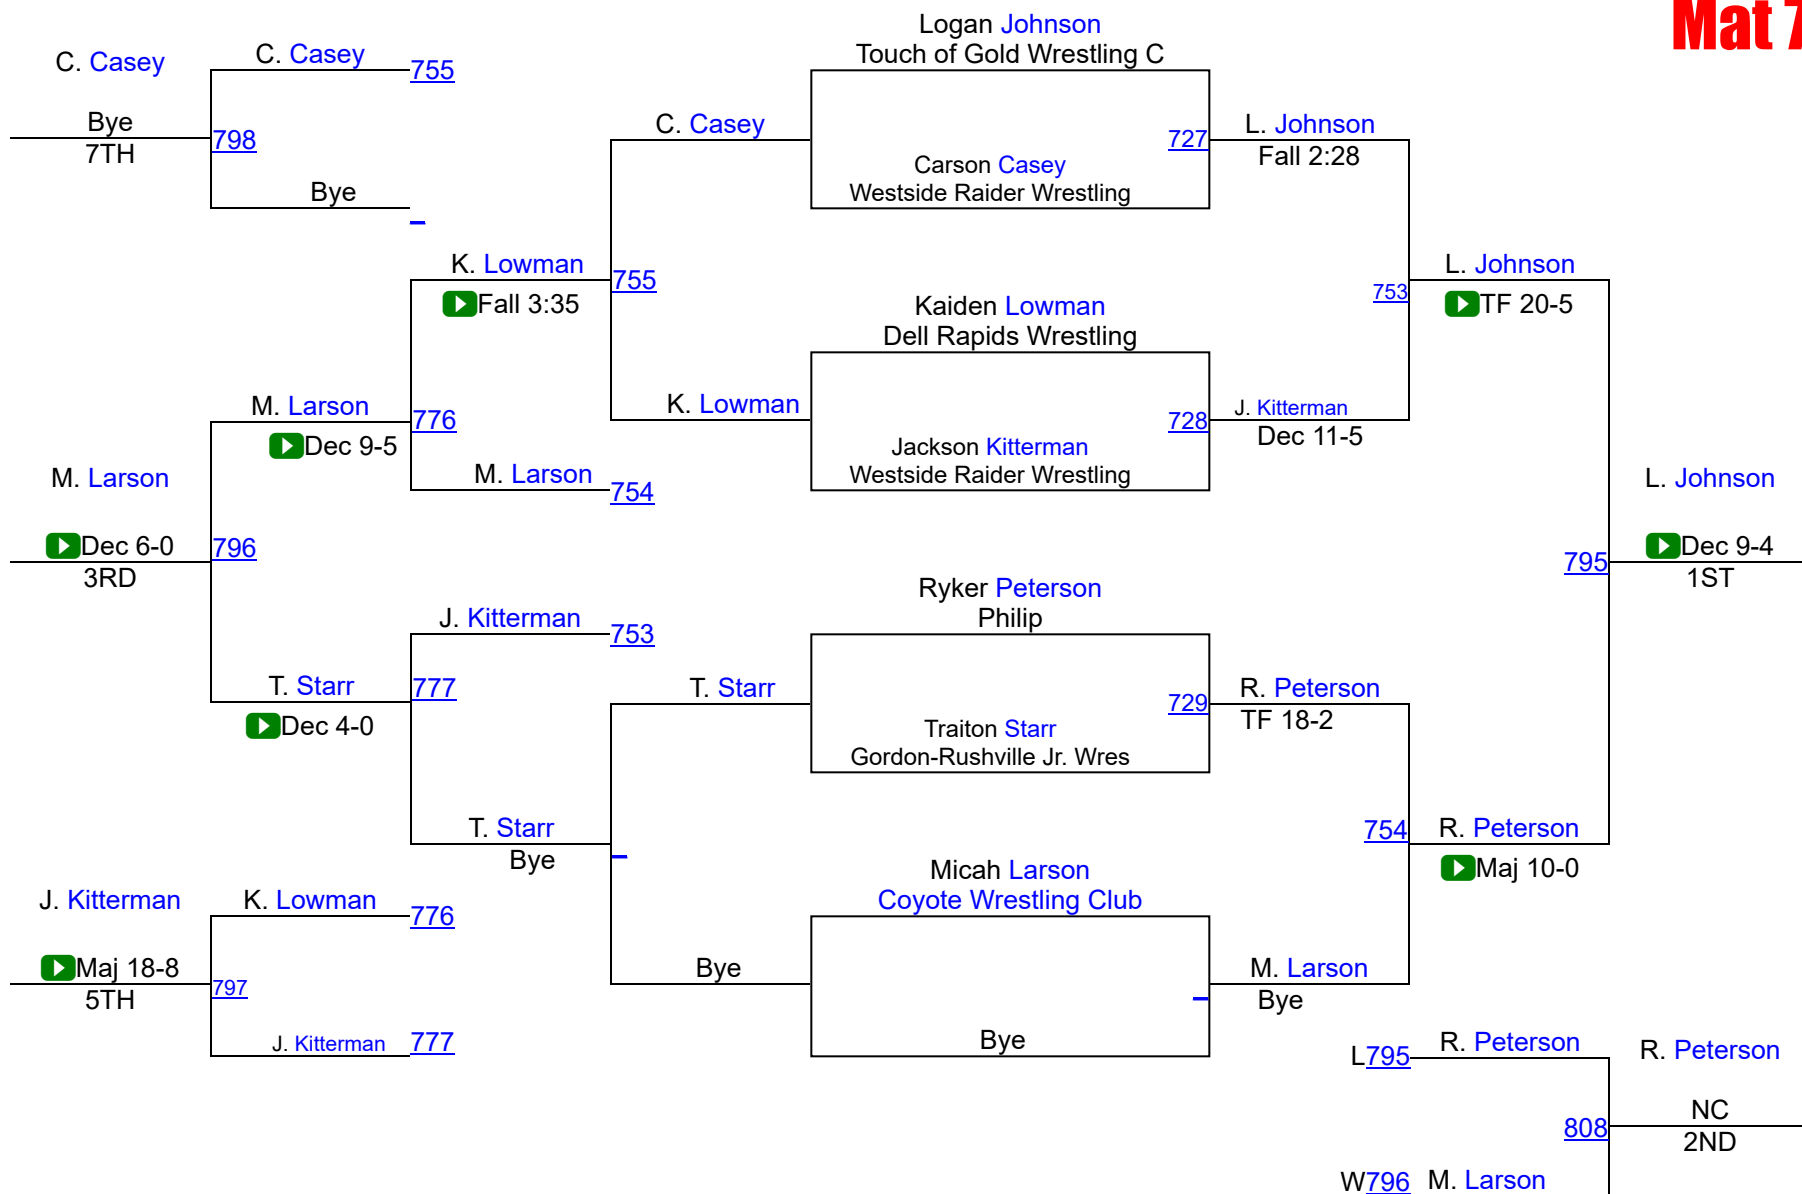 Mat 7
Logan Johnson
Touch of Gold Wrestling C
C. Casey
C. Casey
755
Bye
7TH
798
Bye
C. Casey
727
L. Johnson
Fall 2:28
Carson Casey
Westside Raider Wrestling
K. Lowman
Fall 3:35
755
Kaiden Lowman
Dell Rapids Wrestling
753
L. Johnson
TF 20-5
M. Larson
Dec 9-5
776
K. Lowman
728
J. Kitterman
Dec 11-5
Jackson Kitterman
Westside Raider Wrestling
M. Larson
M. Larson
754
L. Johnson
Dec 6-0
3RD
796
795
Dec 9-4
1ST
Ryker Peterson
Philip
J. Kitterman
753
T. Starr
Dec 4-0
777
T. Starr
729
R. Peterson
TF 18-2
Traiton Starr
Gordon-Rushville Jr. Wres
T. Starr
Bye
754
R. Peterson
Maj 10-0
Micah Larson
Coyote Wrestling Club
J. Kitterman
K. Lowman
776
Maj 18-8
5TH
797
Bye
M. Larson
Bye
J. Kitterman
777
Bye
L795
R. Peterson
R. Peterson
808
NC
2ND
W796
M. Larson